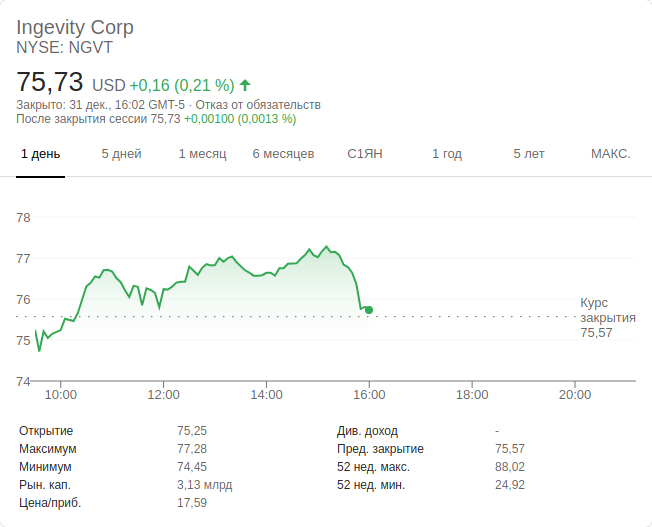 Ingevity Corp
NYSE: NGVT
75,73 USD +0,16 (0,21 %)
Закрыто: 31 дек., 16:02 GMT-5 · Отказ от обязательств
После закрытия сессии 75,73 +0,00100 (0,0013 %)
1 день 5 дней 1 месяц 6 месяцев С1ЯН 1 год 5 лет МАКС.
78
77
76
75
74
Курс
закрытия
75,57
10:00 12:00 14:00 16:00 18:00 20:00
Открытие 75,25 Див. доход -
Максимум 77,28 Пред. закрытие 75,57
Минимум 74,45 52 нед. макс. 88,02
Рын. кап. 3,13 млрд 52 нед. мин. 24,92
Цена/приб. 17,59